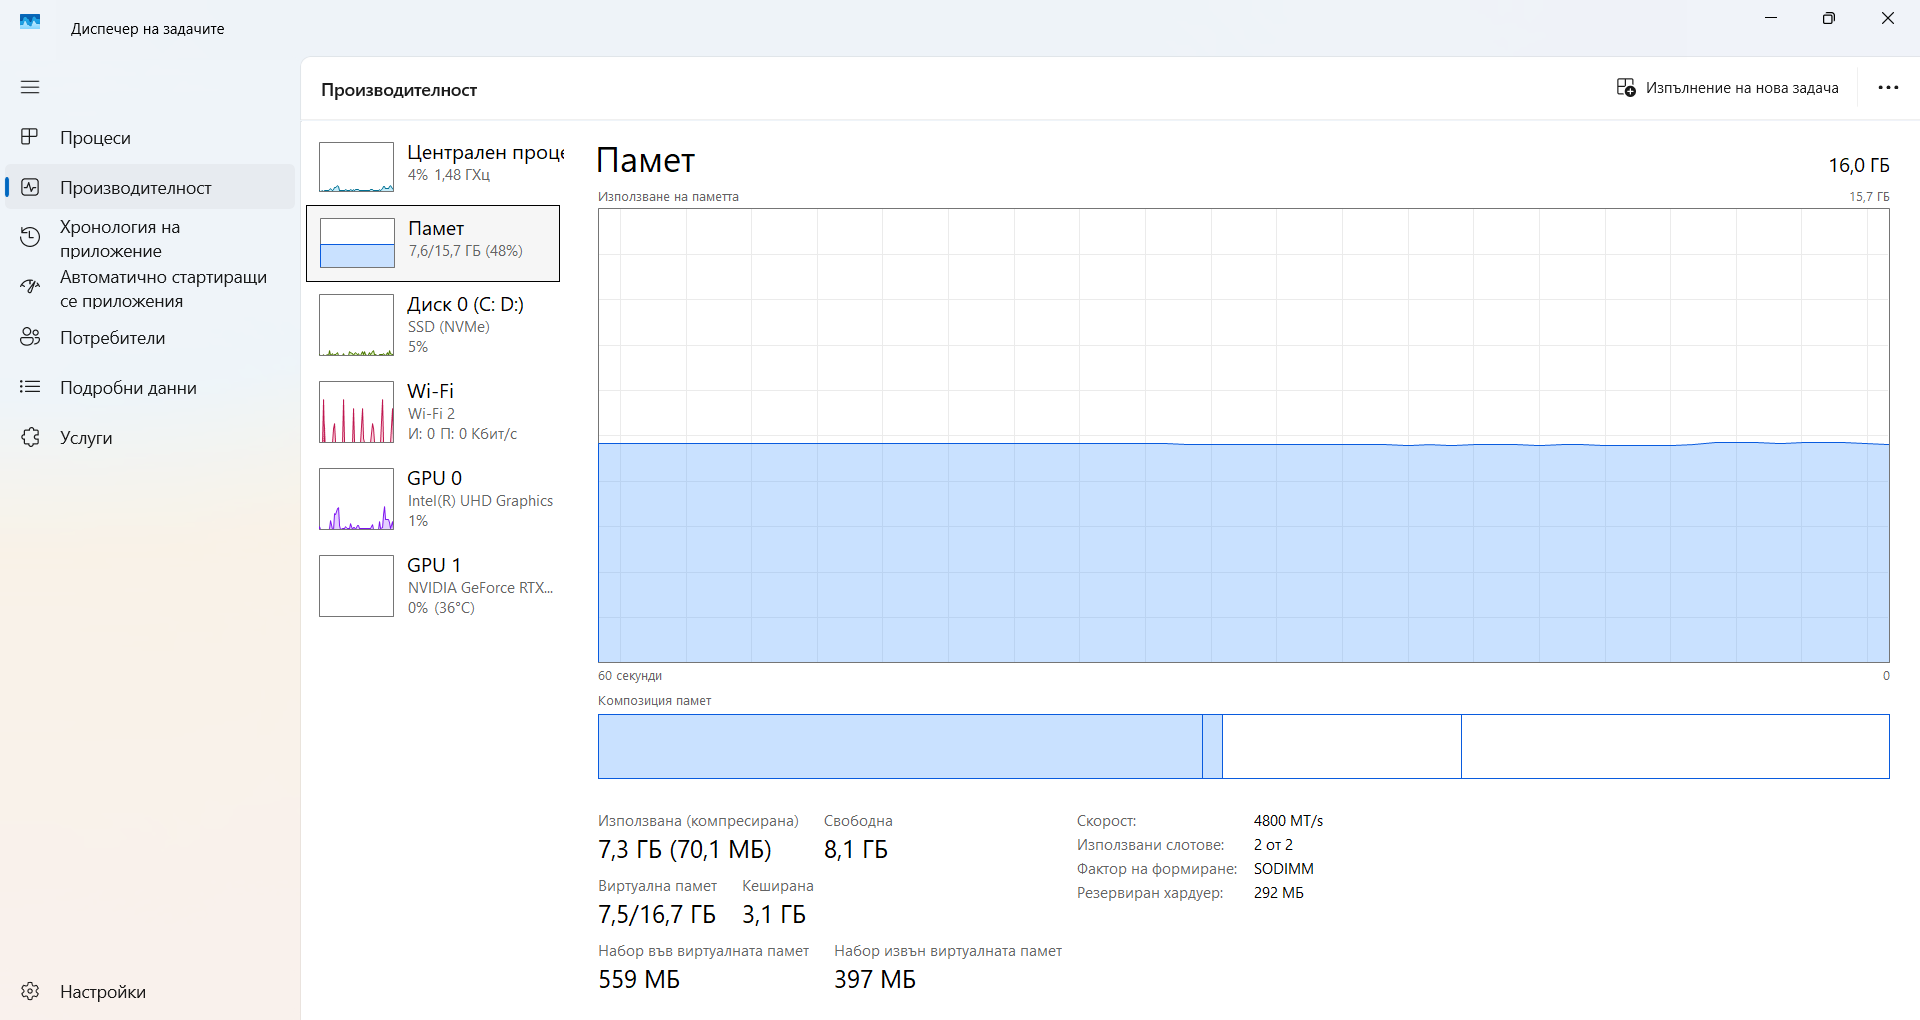 Диспечер на задачите
Процеси
Производителност
Хронология на
приложение
Автоматично стартиращи
се приложения
Потребители
Подробни данни
Услуги
Настройки
Производителност
Изпълнение на нова задача
Централен проце
4% 1,48 ГХц
Памет
7,6/15,7 ГБ (48%)
Диск 0 (C: D:)
SSD (NVMe)
5%
Wi-Fi
Wi-Fi 2
И: 0 П: 0 Кбит/с
GPU 0
Intel(R) UHD Graphics
1%
GPU 1
NVIDIA GeForce RTX...
0% (36°C)
Памет
16,0 ГБ
Използване на паметта
15,7 ГБ
60 секунди
0
Композиция памет
Използвана (компресирана)
7,3 ГБ (70,1 МБ)
Свободна
8,1 ГБ
Виртуална памет
7,5/16,7 ГБ
Кеширана
3,1 ГБ
Набор във виртуалната памет
559 МБ
Набор извън виртуалната памет
397 МБ
Скорост: 4800 MT/s
Използвани слотове: 2 от 2
Фактор на формиране: SODIMM
Резервиран хардуер: 292 МБ